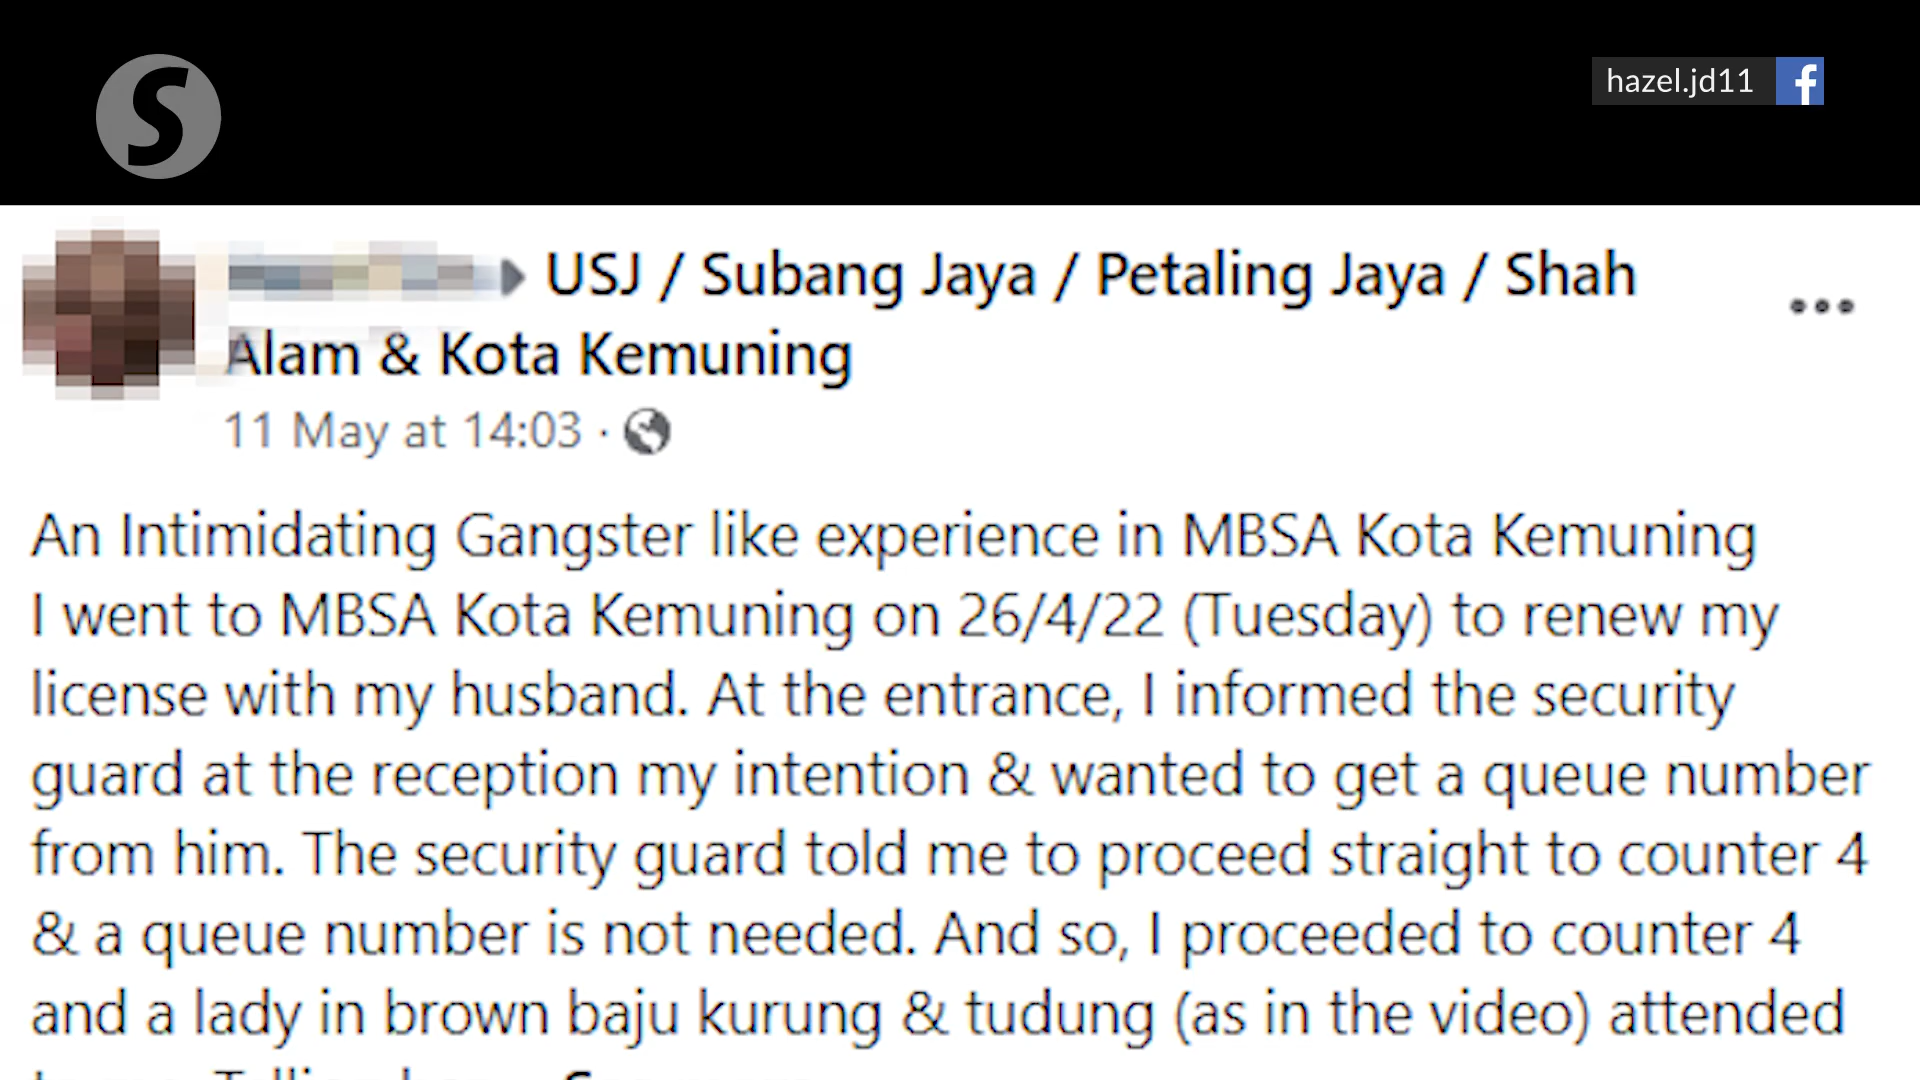 S
hazel.jd11 f
USJ / Subang Jaya / Petaling Jaya / Shah
Alam & Kota Kemuning
11 May at 14:03 ·
An Intimidating Gangster like experience in MBSA Kota Kemuning
I went to MBSA Kota Kemuning on 26/4/22 (Tuesday) to renew my
license with my husband. At the entrance, I informed the security
guard at the reception my intention & wanted to get a queue number
from him. The security guard told me to proceed straight to counter 4
& a queue number is not needed. And so, I proceeded to counter 4
and a lady in brown baju kurung & tudung (as in the video) attended